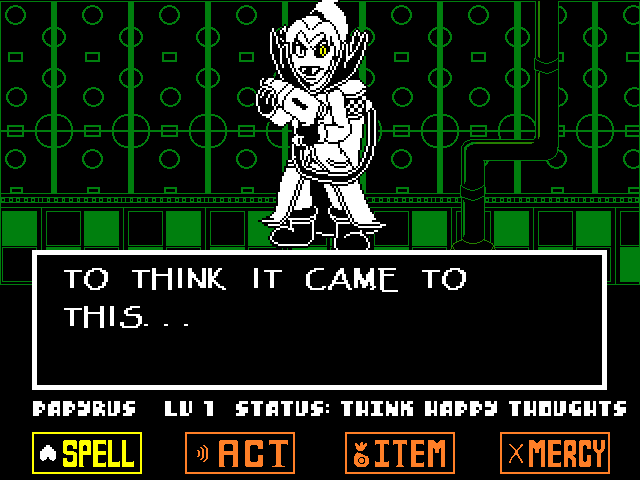 TO THINK IT CAME TO
THIS...
PAPYRUS LV 1 STATUS: THINK HAPPY THOUGHTS
SPELL ACT ITEM MERCY